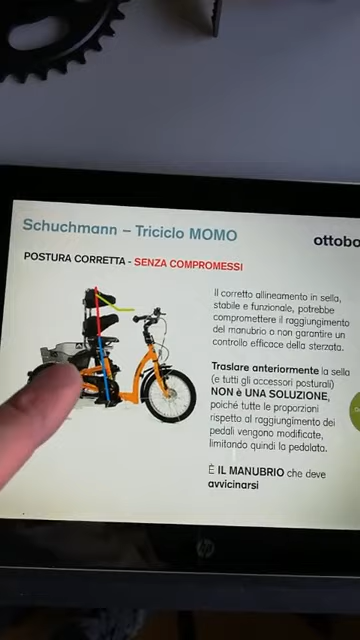 Schuchmann – Triciclo MOMO
ottobo
POSTURA CORRETTA - SENZA COMPROMESSI
Il corretto allineamento in sella,
stabile e funzionale, potrebbe
compromettere il raggiungimento
del manubrio o non garantire un
controllo efficace della sterzata.
Traslare anteriormente la sella
(e tutti gli accessori posturali)
NON È UNA SOLUZIONE,
poiché tutte le proporzioni
rispetto al raggiungimento dei
pedali vengono modificate,
limitando quindi la pedalata.
È IL MANUBRIO che deve
avvicinarsi
hp